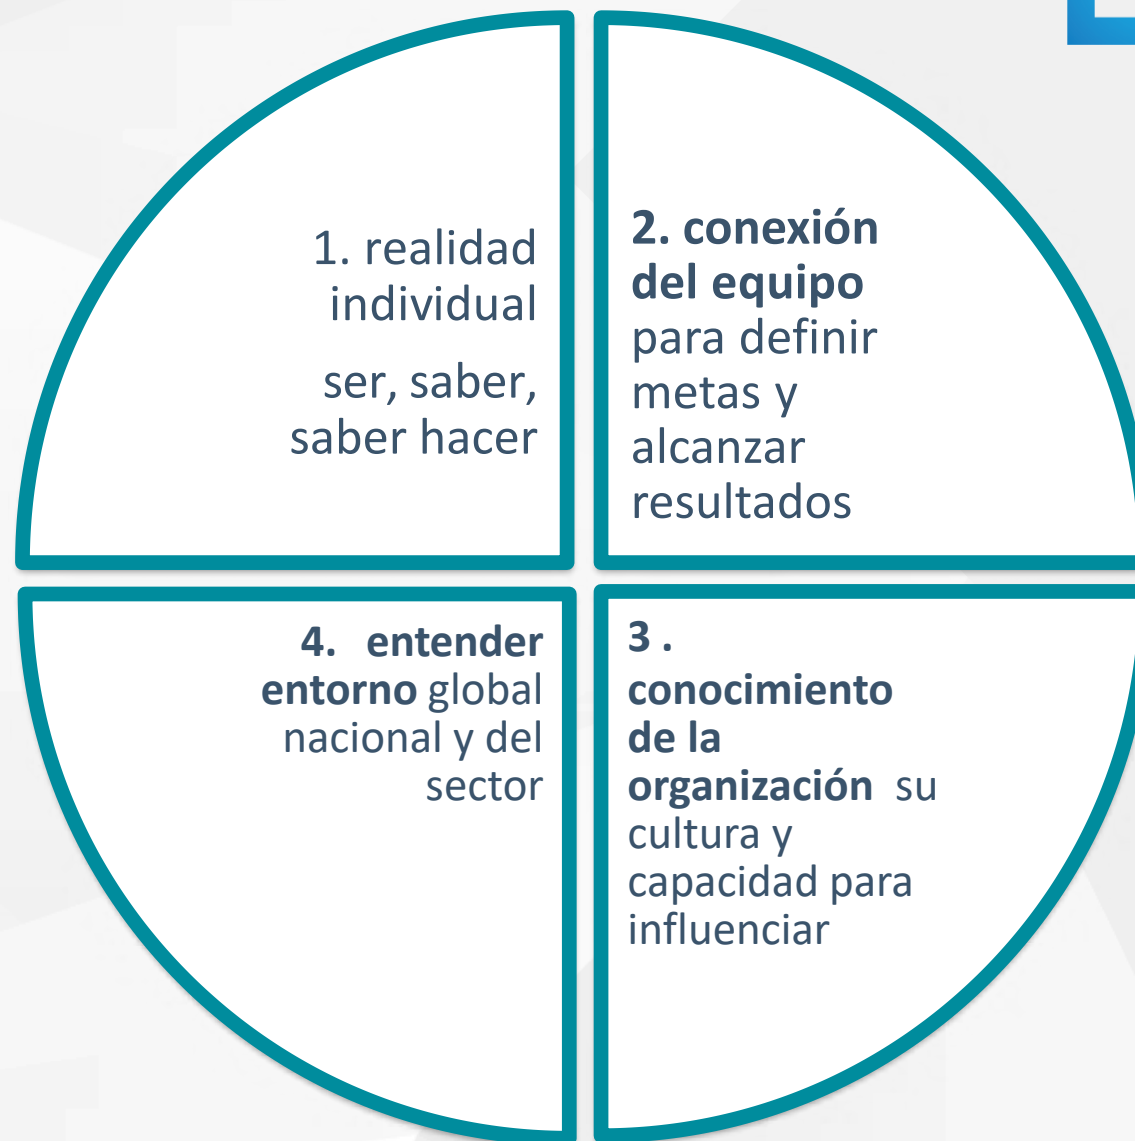 1. realidad
individual
ser, saber,
saber hacer
2. conexión
del equipo
para definir
metas y
alcanzar
resultados
3 .
conocimiento
de la
organización su
cultura y
capacidad para
influenciar
4. entender
entorno global
nacional y del
sector